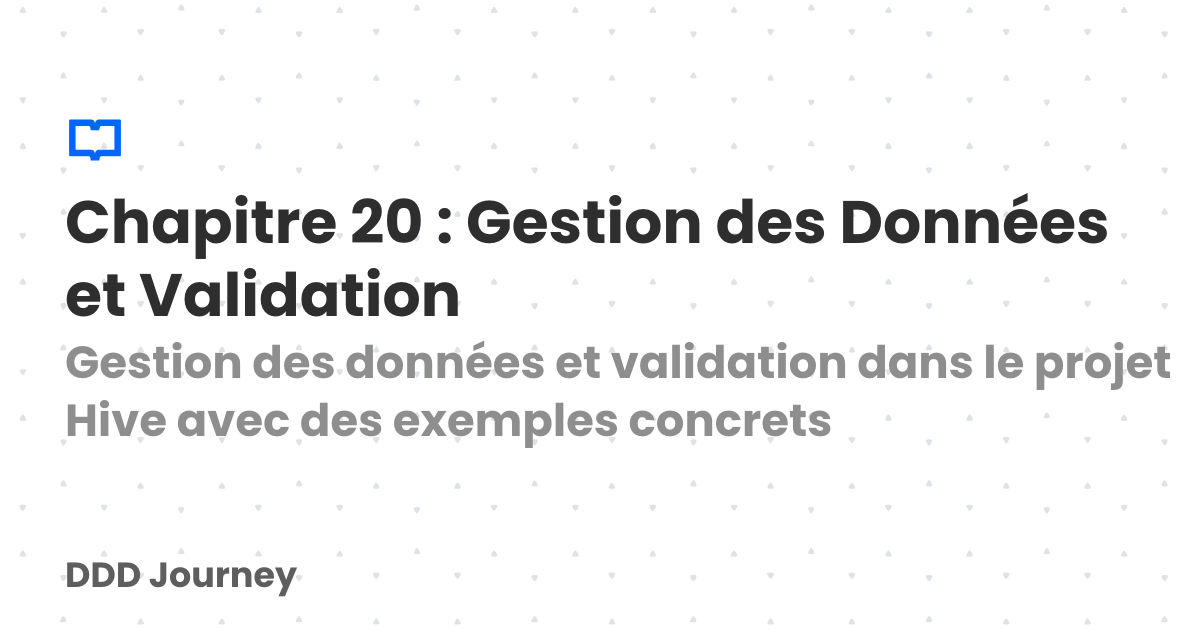 Chapitre 20 : Gestion des Données
et Validation
Gestion des données et validation dans le projet
Hive avec des exemples concrets
DDD Journey